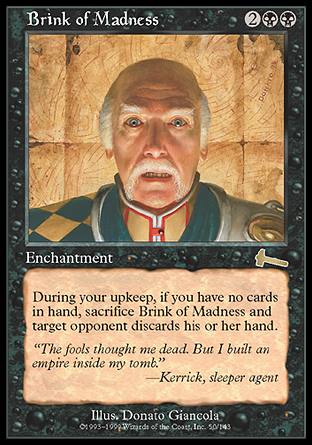 Brink of Madness 2
Enchantment
During your upkeep, if you have no cards
in hand, sacrifice Brink of Madness and
target opponent discards his or her hand.
"The fools thought me dead. But I built an
empire inside my tomb."
—Kerrick, sleeper agent
Illus. Donato Giancola
©1993-1999 Wizards of the Coast, Inc. 50/143